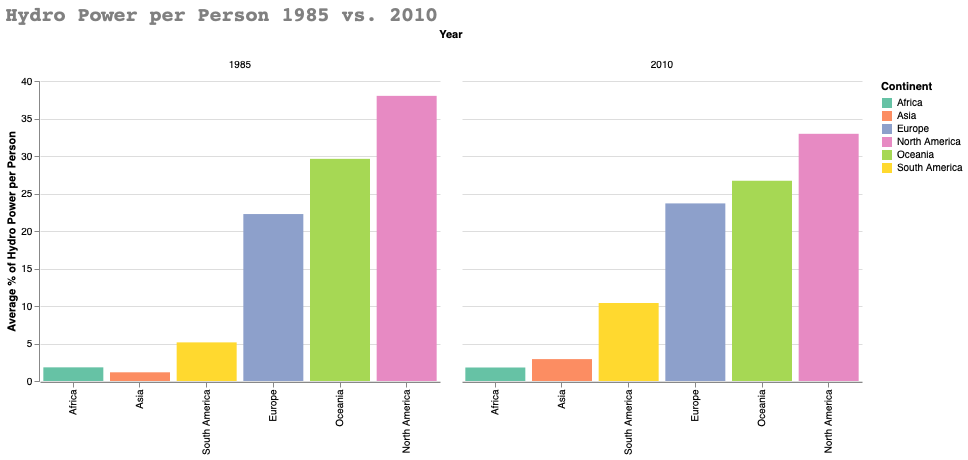 Hydro Power per Person 1985 vs. 2010
Year
1985
2010
Average % of Hydro Power per Person
40
35
30
25
20
15
10
5
0
Africa
Asia
South America
Europe
Oceania
North America
Africa
Asia
South America
Europe
Oceania
North America
Continent
Africa
Asia
Europe
North America
Oceania
South America